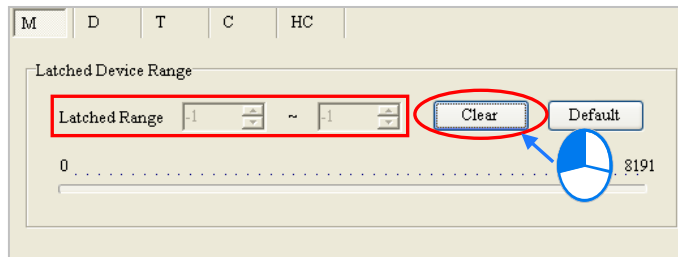 M D T C HC
Latched Device Range
Latched Range -1 ~ -1 Clear Default
0 8191